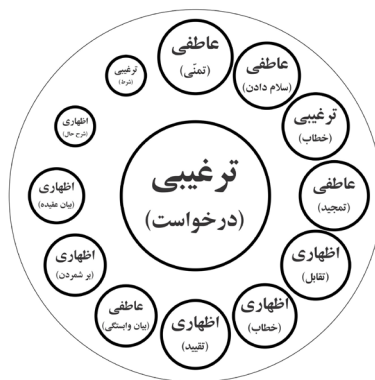 عاطفی
(تمنّی)
عاطفی
(سلام دادن)
ترغیبی
(خطاب)
عاطفی
(تمجید)
اظهاری
(تقابل)
اظهاری
(خطاب)
اظهاری
(تقیید)
عاطفی
(بیان وابستگی)
اظهاری
(بر شمردن)
اظهاری
(بیان عقیده)
اظهاری
(شرح حال)
ترغیبی
(شرط)
ترغیبی
(درخواست)